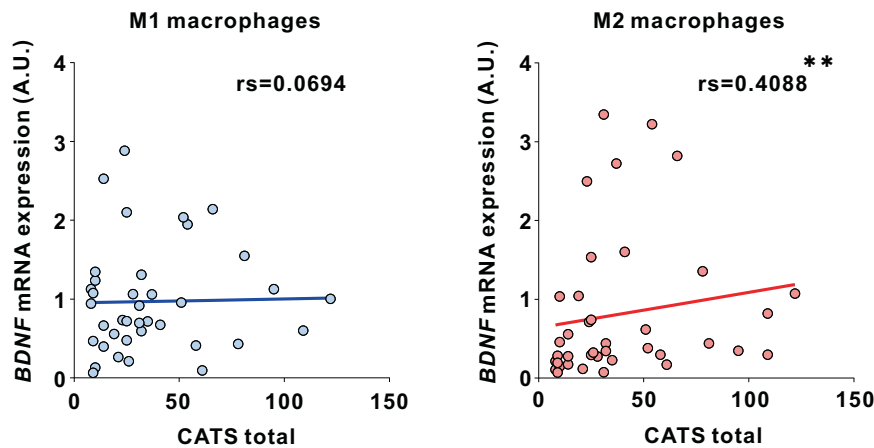 M1 macrophages
BDNF mRNA expression (A.U.)
rs=0.0694
4
3
2
1
0
0 50 100 150
CATS total
M2 macrophages
BDNF mRNA expression (A.U.)
rs=0.4088**
4
3
2
1
0
0 50 100 150
CATS total